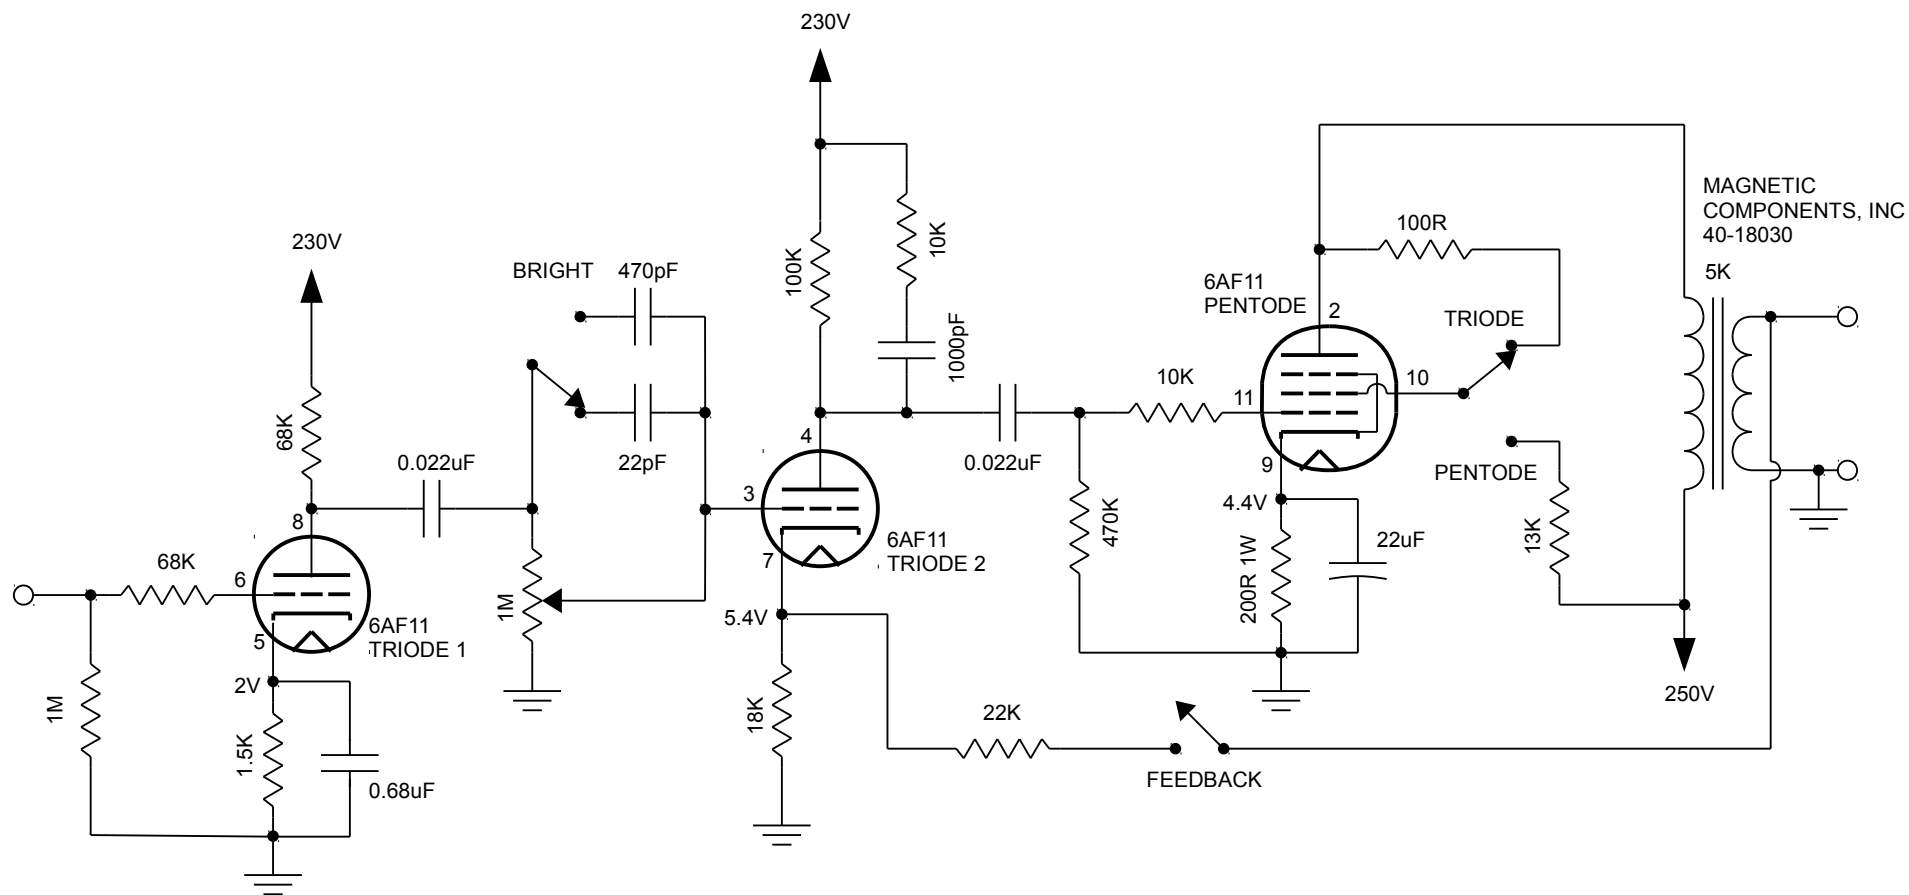 230V
MAGNETIC
COMPONENTS, INC
40-18030
5K
230V
BRIGHT
470pF
100K
10K
1000pF
100R
6AF11
PENTODE
2
TRIODE
68K
0.022uF
22pF
4
0.022uF
10K
11
10
9
PENTODE
8
3
6AF11
TRIODE 2
7
470K
4.4V
200R 1W
22uF
13K
68K
6
5
6AF11
TRIODE 1
1M
5.4V
1M
2V
1.5K
0.68uF
18K
22K
FEEDBACK
250V